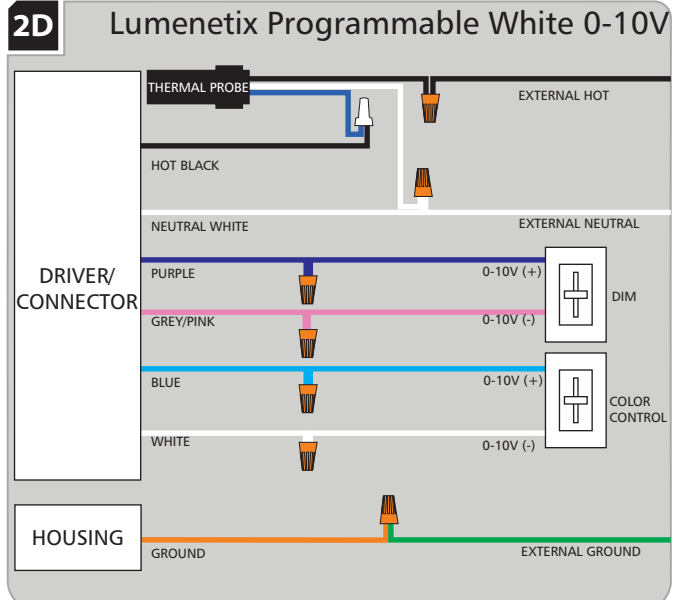 2D
Lumenetix Programmable White 0-10V
THERMAL PROBE
EXTERNAL HOT
HOT BLACK
NEUTRAL WHITE
EXTERNAL NEUTRAL
DRIVER/
CONNECTOR
PURPLE
0-10V (+)
DIM
GREY/PINK
0-10V (-)
BLUE
0-10V (+)
COLOR
CONTROL
WHITE
0-10V (-)
HOUSING
GROUND
EXTERNAL GROUND